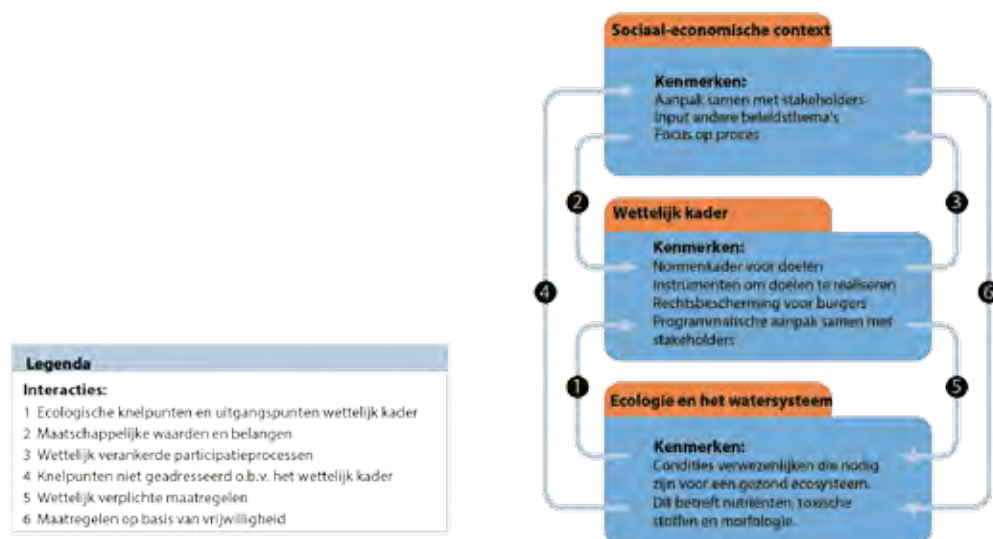 Sociaal-economische context
Kenmerken:
Aanpak samen met stakeholders
Input andere beleidsthema's
Focus op proces
2
3
Wettelijk kader
Kenmerken:
Normenkader voor doelen
Instrumenten om doelen te realiseren
Rechtsbescherming voor burgers
Programmatische aanpak samen met
stakeholders
4
6
1
5
Ecologie en het watersysteem
Kenmerken:
Condities verwezenlijken die nodig
zijn voor een gezond ecosysteem.
Dit betreft nutriënten, toxische
stoffen en morfologie.
Legenda
Interacties:
1 Ecologische knelpunten en uitgangspunten wettelijk kader
2 Maatschappelijke waarden en belangen
3 Wettelijk verankerde participatieprocessen
4 Knelpunten niet geadresseerd o.b.v. het wettelijk kader
5 Wettelijk verplichte maatregelen
6 Maatregelen op basis van vrijwilligheid